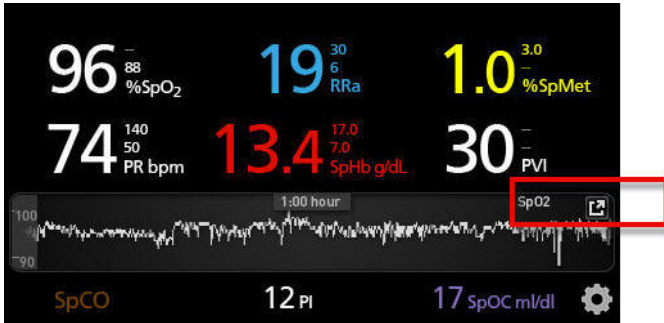 96 – 88 %SpO₂
19 30 6 RRa
1.0 3.0 – %SpMet
74 140 50 PR bpm
13.4 17.0 7.0 SpHb g/dL
30 – – PVI
1:00 hour
SpO2
100
90
SpCO
12 PI
17 SpOC ml/dl